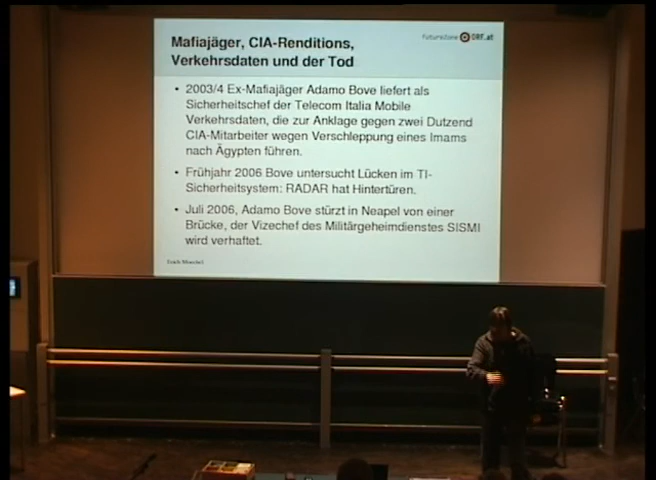 Mafiajäger, CIA-Renditions,
Verkehrsdaten und der Tod
futurezone ORF.at
• 2003/4 Ex-Mafiajäger Adamo Bove liefert als
Sicherheitschef der Telecom Italia Mobile
Verkehrsdaten, die zur Anklage gegen zwei Dutzend
CIA-Mitarbeiter wegen Verschleppung eines Imams
nach Ägypten führen.
• Frühjahr 2006 Bove untersucht Lücken im TI-
Sicherheitsystem: RADAR hat Hintertüren.
• Juli 2006, Adamo Bove stürzt in Neapel von einer
Brücke, der Vizechef des Militärgeheimdienstes SISMI
wird verhaftet.
Erich Moechel